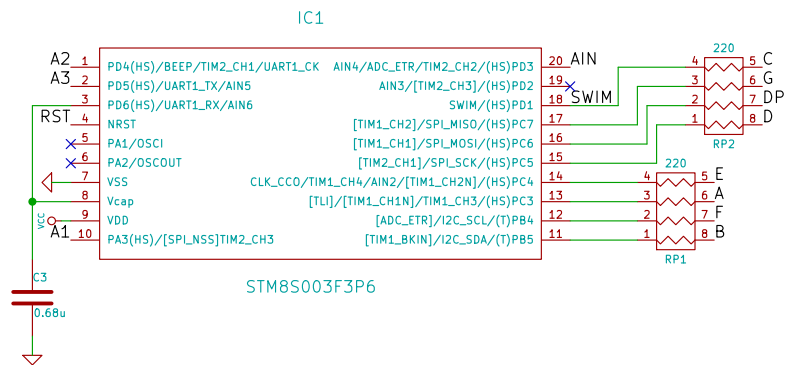 IC1
A2 1 PD4(HS)/BEEP/TIM2_CH1/UART1_CK AIN4/ADC_ETR/TIM2_CH2/(HS)PD3 20 AIN
A3 2 PD5(HS)/UART1_TX/AIN5 AIN3/[TIM2_CH3]/(HS)PD2 19
3 PD6(HS)/UART1_RX/AIN6 SWIM/(HS)PD1 18 SWIM
RST 4 NRST [TIM1_CH2]/SPI_MISO/(HS)PC7 17
5 PA1/OSCI [TIM1_CH1]/SPI_MOSI/(HS)PC6 16
6 PA2/OSCOUT [TIM2_CH1]/SPI_SCK/(HS)PC5 15
7 VSS CLK_CCO/TIM1_CH4/AIN2/[TIM1_CH2N]/(HS)PC4 14
8 Vcap [TLI]/[TIM1_CH1N]/TIM1_CH3/(HS)PC3 13
VCC 9 VDD [ADC_ETR]/I2C_SCL/(T)PB4 12
A1 10 PA3(HS)/[SPI_NSS]TIM2_CH3 [TIM1_BKIN]/I2C_SDA/(T)PB5 11
STM8S003F3P6
220
4 5 C
3 6 G
2 7 DP
1 8 D
RP2
220
4 5 E
3 6 A
2 7 F
1 8 B
RP1
C3
0.68u